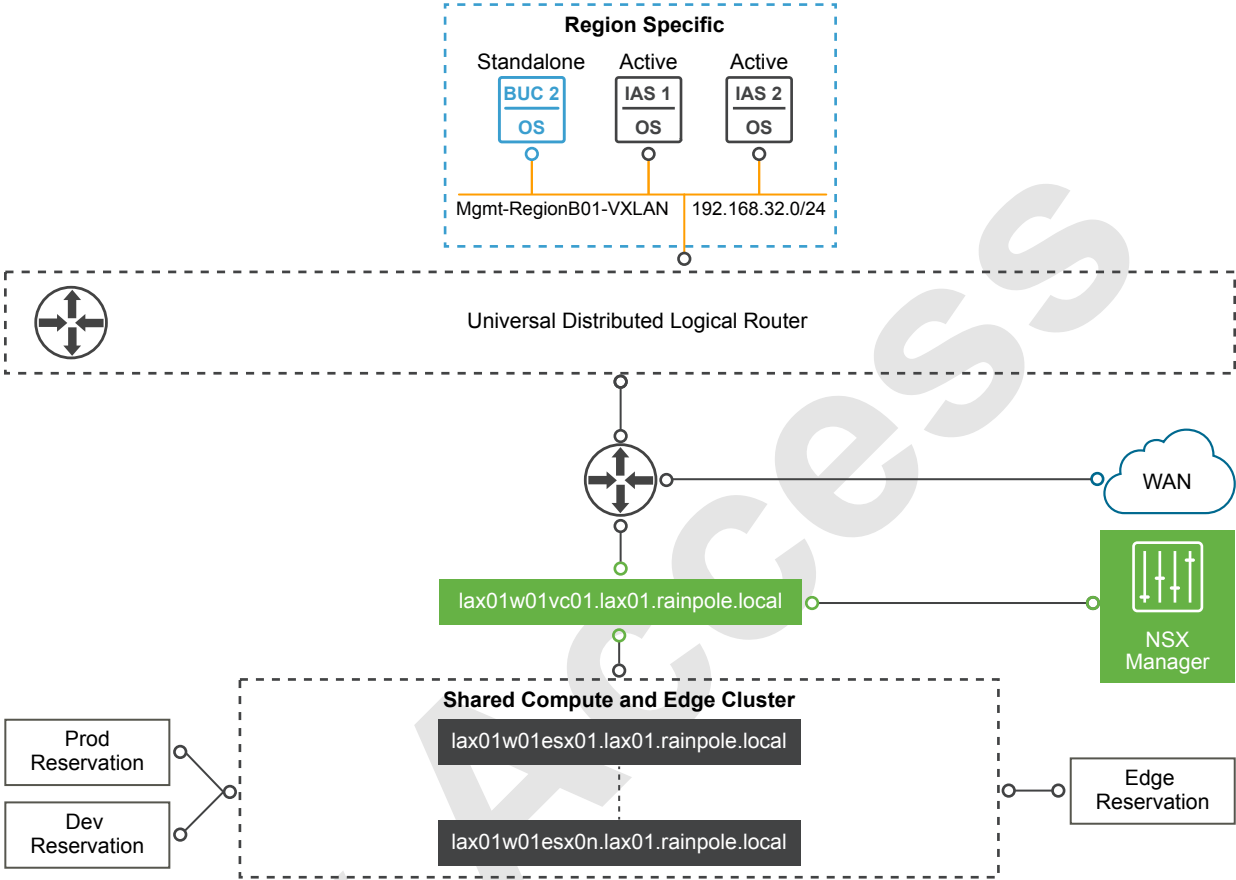 Region Specific
Standalone Active Active
BUC 2 IAS 1 IAS 2
OS OS OS
Mgmt-RegionB01-VXLAN 192.168.32.0/24
Universal Distributed Logical Router
WAN
lax01w01vc01.lax01.rainpole.local
NSX
Manager
Shared Compute and Edge Cluster
lax01w01esx01.lax01.rainpole.local
lax01w01esx0n.lax01.rainpole.local
Prod
Reservation
Dev
Reservation
Edge
Reservation
Access